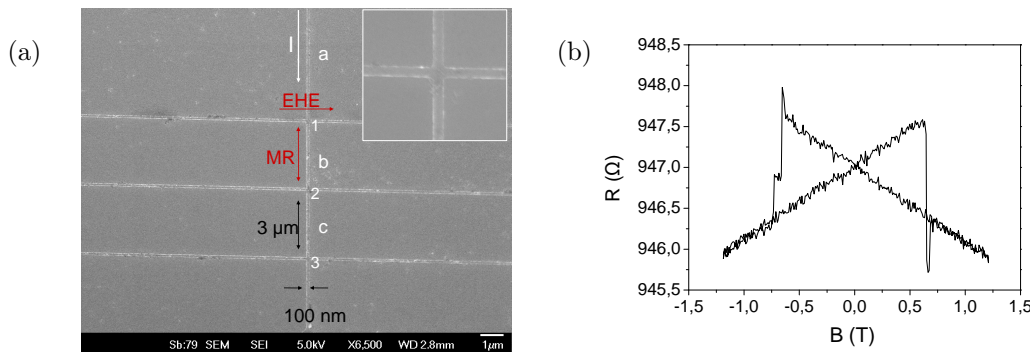 (a)
I
a
EHE
1
MR
b
2
3 µm
c
3
100 nm
Sb:79 SEM SEI 5.0kV X6,500 WD 2.8mm 1µm
(b)
948,5
948,0
947,5
947,0
946,5
946,0
945,5
R (Ω)
-1,5 -1,0 -0,5 0,0 0,5 1,0 1,5
B (T)